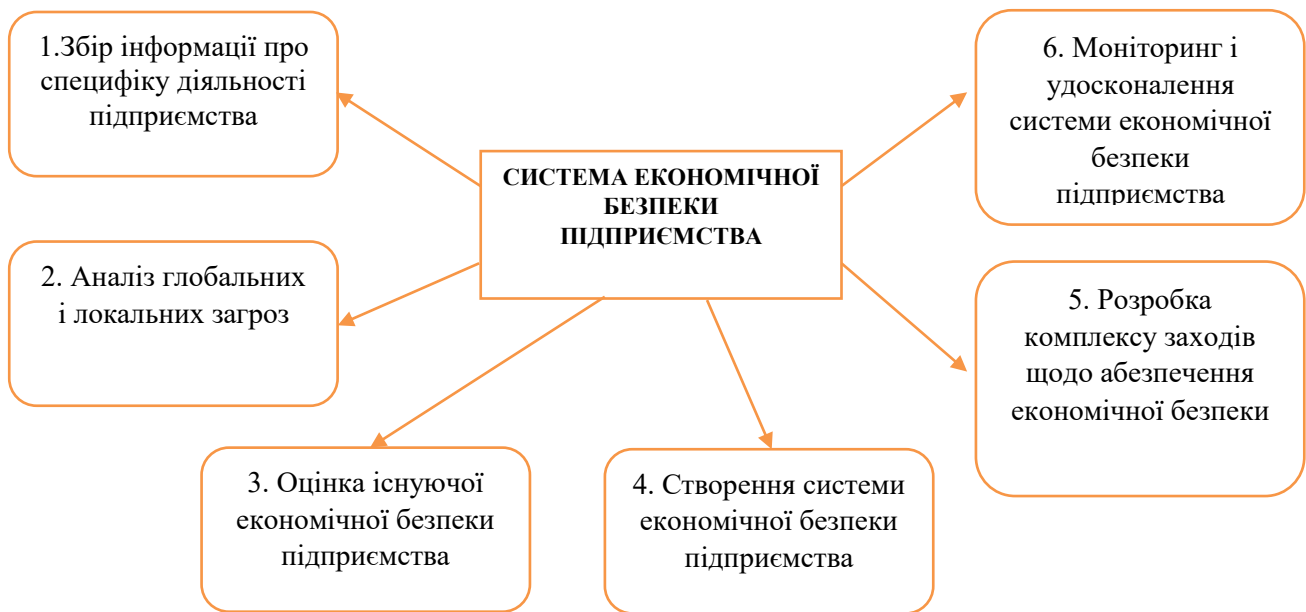 1.Збір інформації про
специфіку діяльності
підприємства
2. Аналіз глобальних
і локальних загроз
3. Оцінка існуючої
економічної безпеки
підприємства
4. Створення системи
економічної безпеки
підприємства
5. Розробка
комплексу заходів
щодо абезпечення
економічної безпеки
6. Моніторинг і
удосконалення
системи економічної
безпеки
підприємства
СИСТЕМА ЕКОНОМІЧНОЇ
БЕЗПЕКИ
ПІДПРИЄМСТВА